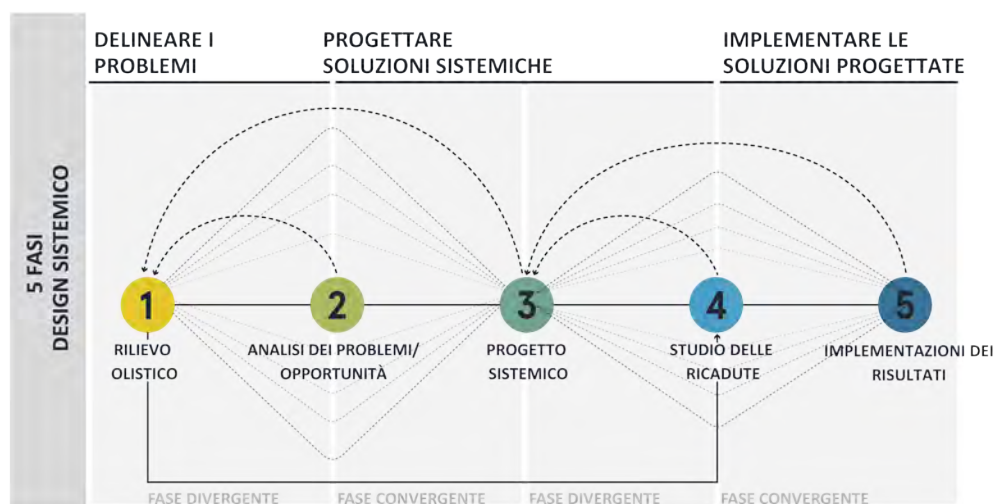 5 FASI
DESIGN SISTEMICO
DELINEARE I
PROBLEMI
PROGETTARE
SOLUZIONI SISTEMICHE
IMPLEMENTARE LE
SOLUZIONI PROGETTATE
1
2
3
4
5
RILIEVO
OLISTICO
ANALISI DEI PROBLEMI/
OPPORTUNITÀ
PROGETTO
SISTEMICO
STUDIO DELLE
RICADUTE
IMPLEMENTAZIONI DEI
RISULTATI
FASE DIVERGENTE
FASE CONVERGENTE
FASE DIVERGENTE
FASE CONVERGENTE